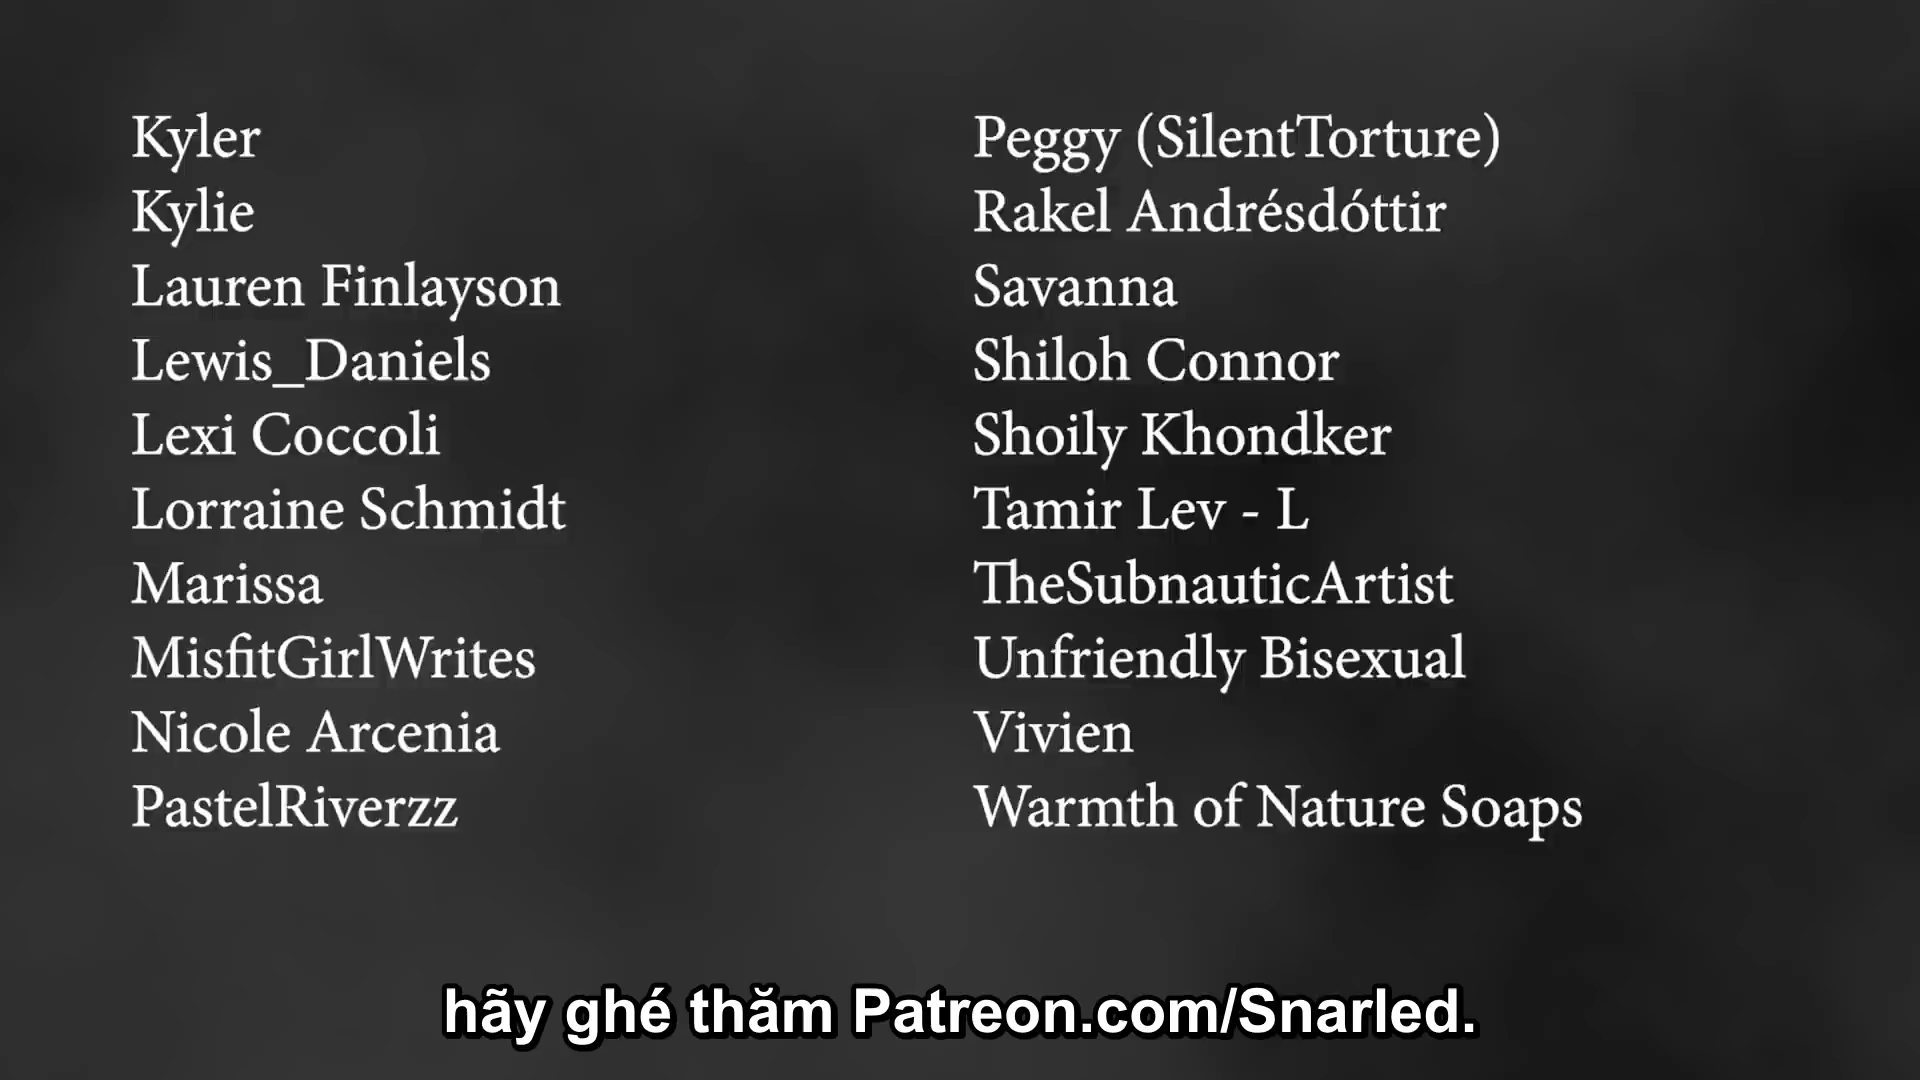 Kyler
Kylie
Lauren Finlayson
Lewis_Daniels
Lexi Coccoli
Lorraine Schmidt
Marissa
MisfitGirlWrites
Nicole Arcenia
PastelRiverzz
Peggy (SilentTorture)
Rakel Andrésdóttir
Savanna
Shiloh Connor
Shoily Khondker
Tamir Lev - L
TheSubnauticArtist
Unfriendly Bisexual
Vivien
Warmth of Nature Soaps
hãy ghé thăm Patreon.com/Snarled.